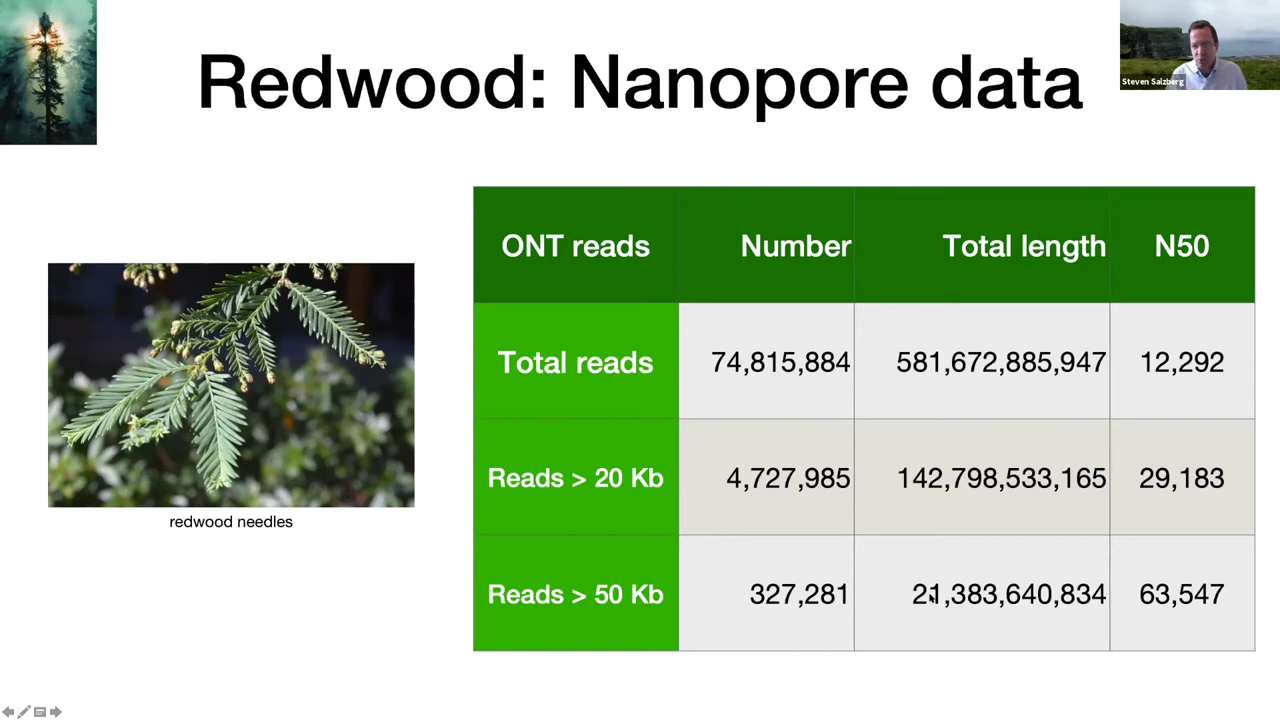 Redwood: Nanopore data
Steven Salzberg
ONT reads Number Total length N50
Total reads 74,815,884 581,672,885,947 12,292
Reads > 20 Kb 4,727,985 142,798,533,165 29,183
Reads > 50 Kb 327,281 21,383,640,834 63,547
redwood needles